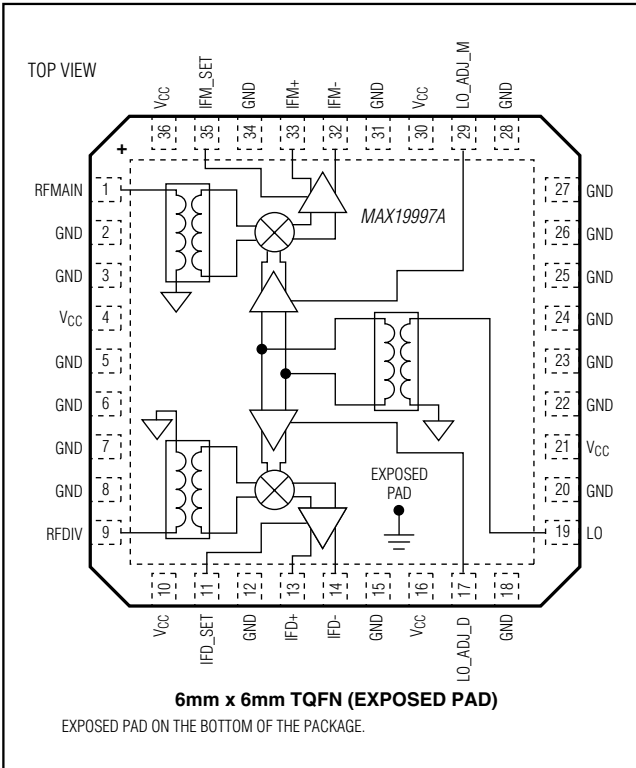 TOP VIEW
VCC
IFM_SET
GND
IFM+
IFM-
GND
VCC
LO_ADJ_M
GND
36
35
34
33
32
31
30
29
28
+
MAX19997A
RFMAIN 1
GND 2
GND 3
VCC 4
GND 5
GND 6
GND 7
GND 8
RFDIV 9
27 GND
26 GND
25 GND
24 GND
23 GND
22 GND
21 VCC
20 GND
19 LO
EXPOSED
PAD
10
11
12
13
14
15
16
17
18
VCC
IFD_SET
GND
IFD+
IFD-
GND
VCC
LO_ADJ_D
GND
6mm x 6mm TQFN (EXPOSED PAD)
EXPOSED PAD ON THE BOTTOM OF THE PACKAGE.